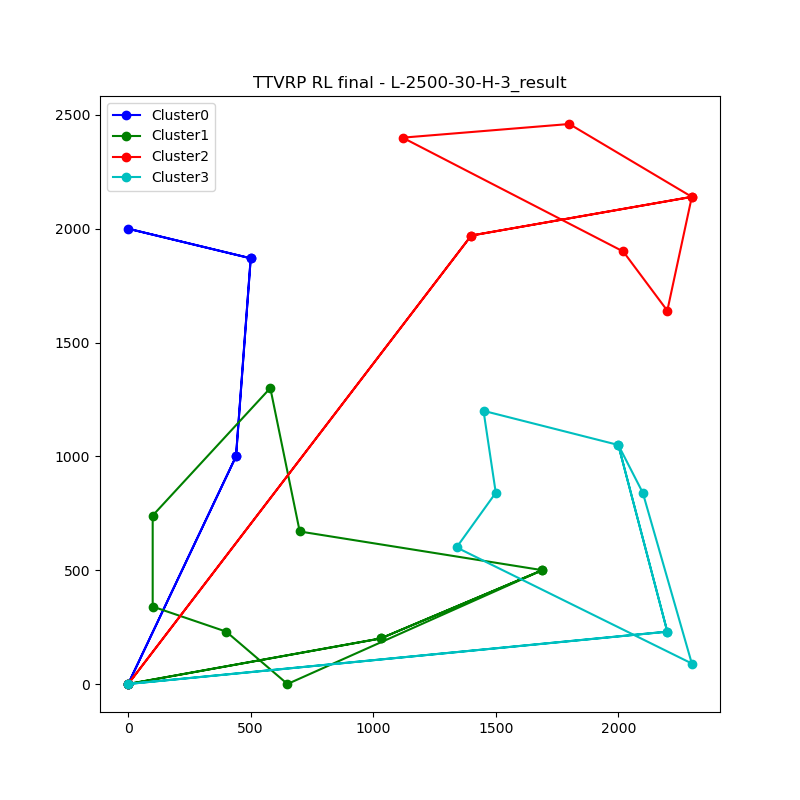 TTVRP RL final - L-2500-30-H-3_result
Cluster0
Cluster1
Cluster2
Cluster3
2500
2000
1500
1000
500
0
0 500 1000 1500 2000